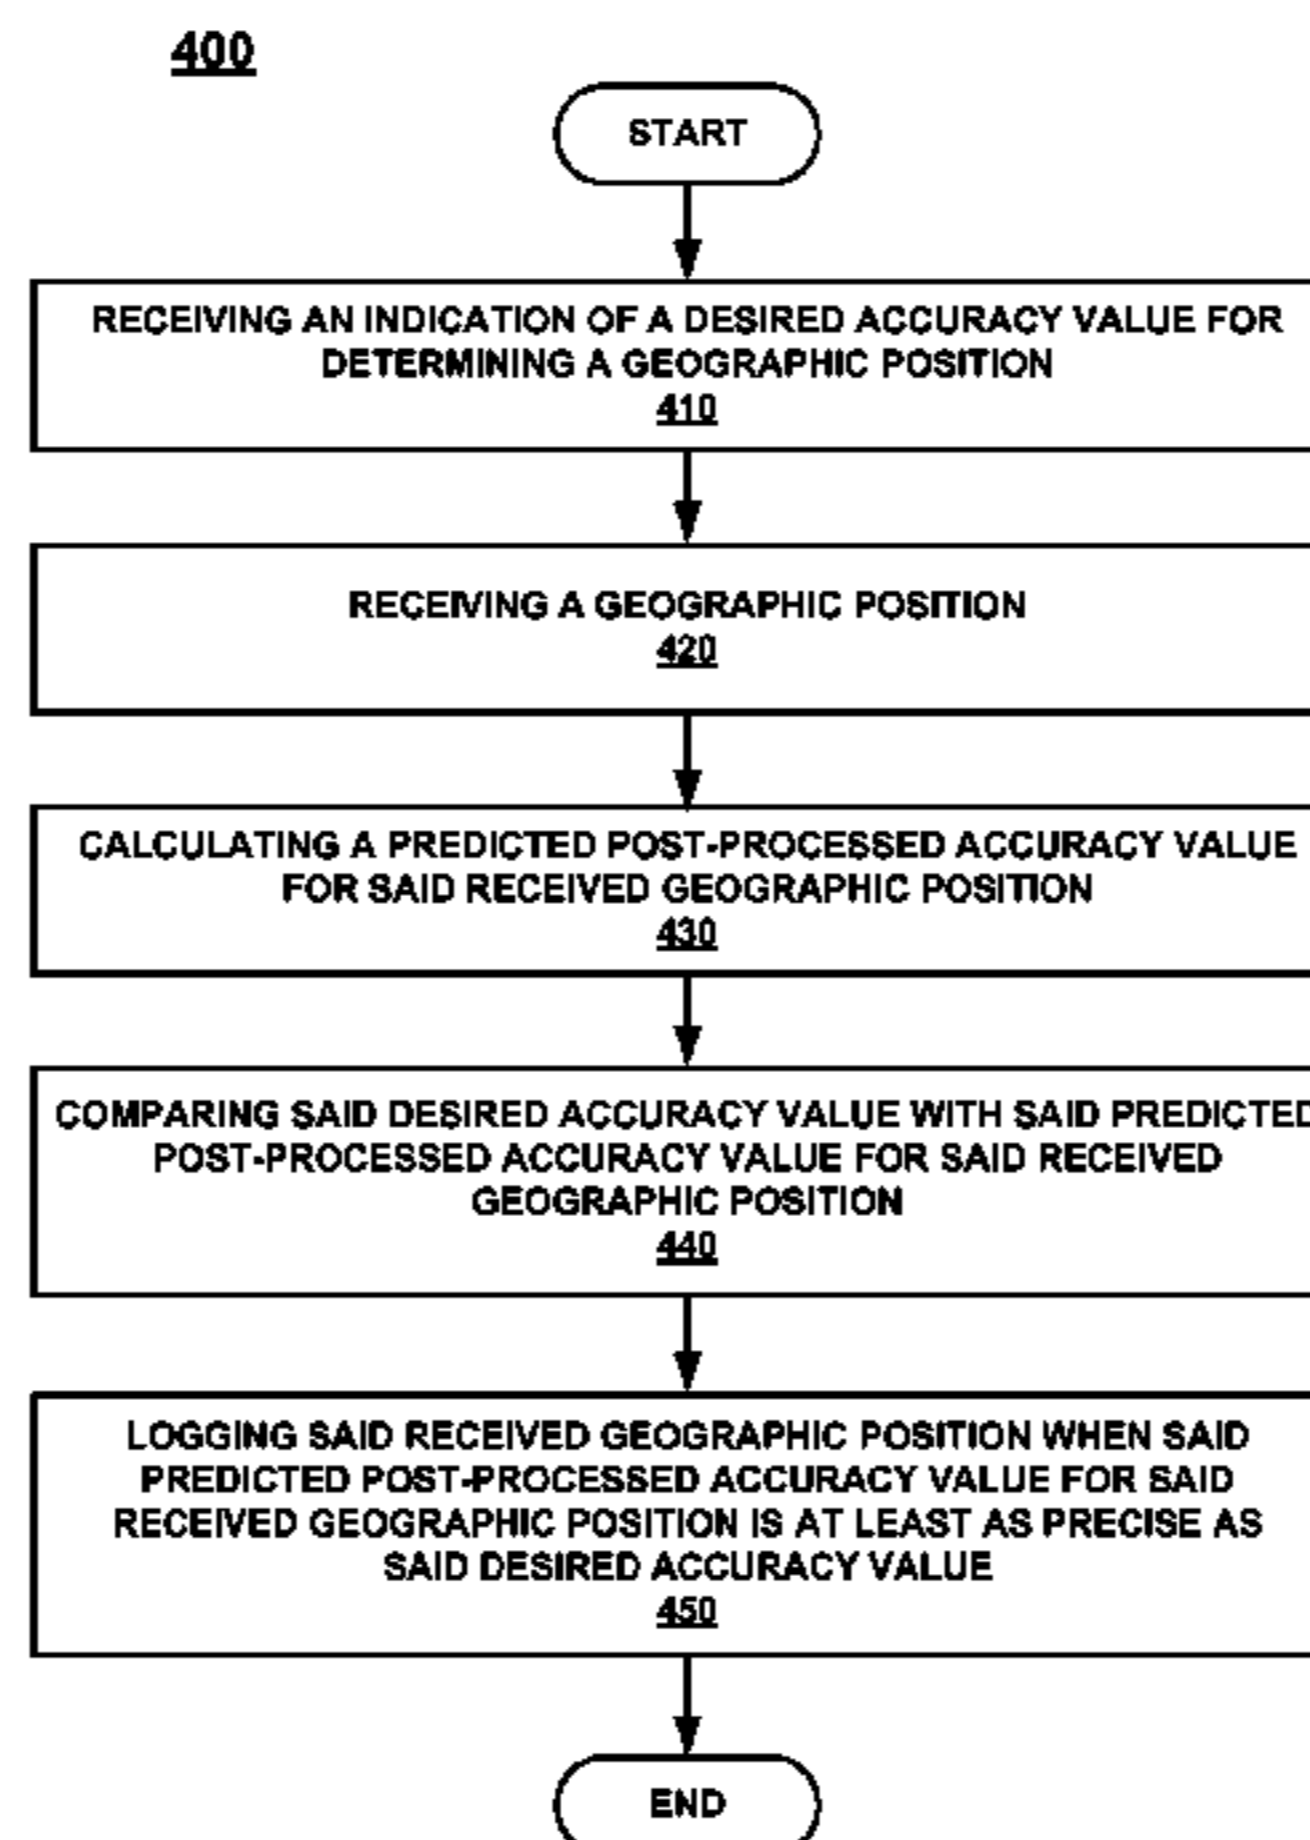 400
START
RECEIVING AN INDICATION OF A DESIRED ACCURACY VALUE FOR
DETERMINING A GEOGRAPHIC POSITION
410
RECEIVING A GEOGRAPHIC POSITION
420
CALCULATING A PREDICTED POST-PROCESSED ACCURACY VALUE
FOR SAID RECEIVED GEOGRAPHIC POSITION
430
COMPARING SAID DESIRED ACCURACY VALUE WITH SAID PREDICTED
POST-PROCESSED ACCURACY VALUE FOR SAID RECEIVED
GEOGRAPHIC POSITION
440
LOGGING SAID RECEIVED GEOGRAPHIC POSITION WHEN SAID
PREDICTED POST-PROCESSED ACCURACY VALUE FOR SAID
RECEIVED GEOGRAPHIC POSITION IS AT LEAST AS PRECISE AS
SAID DESIRED ACCURACY VALUE
450
END